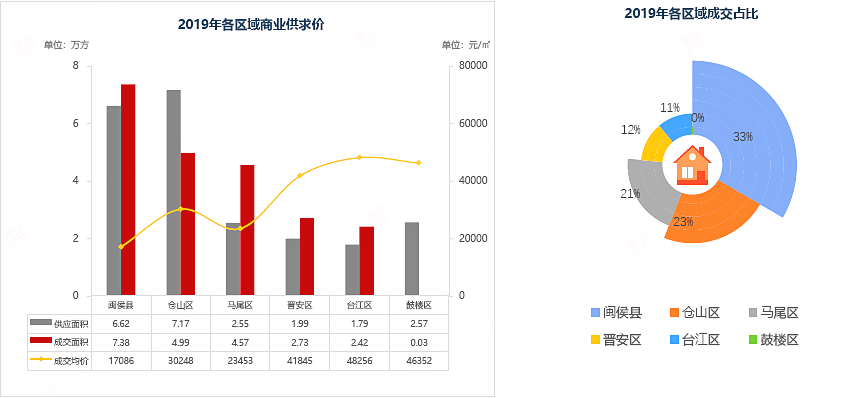 2019年各区域商业供求价
单位：万方
单位：元/㎡
8
6
4
2
0
80000
60000
40000
20000
0
闽侯县 仓山区 马尾区 晋安区 台江区 鼓楼区
供应面积 6.62 7.17 2.55 1.99 1.79 2.57
成交面积 7.38 4.99 4.57 2.73 2.42 0.03
成交均价 17086 30248 23453 41845 48256 46352
2019年各区域成交占比
0%
11%
12%
21%
23%
33%
闽侯县 仓山区 马尾区
晋安区 台江区 鼓楼区